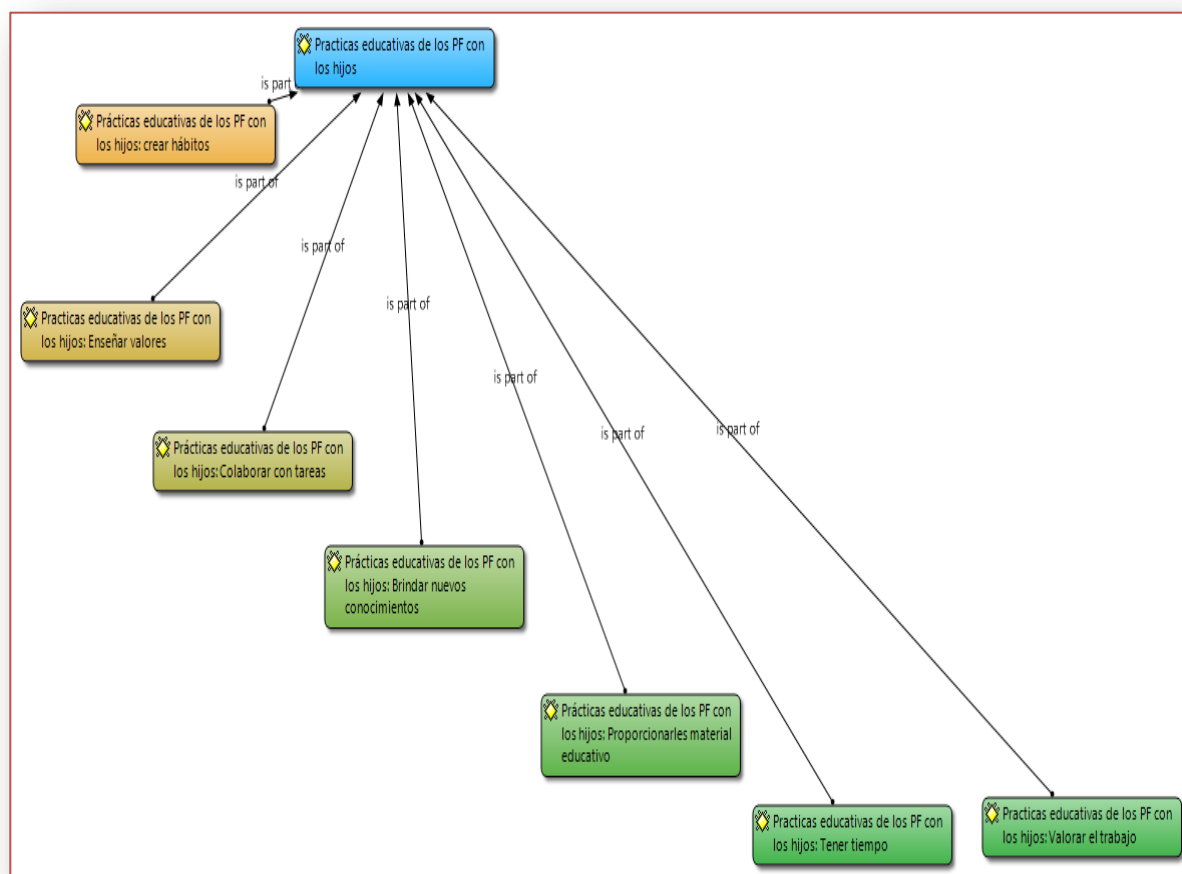 Practicas educativas de los PF con
los hijos
is part
Prácticas educativas de los PF con
los hijos: crear hábitos
is part of
is part of
is part of
Practicas educativas de los PF con
los hijos: Enseñar valores
is part of
is part of
is part of
Prácticas educativas de los PF con
los hijos: Colaborar con tareas
Prácticas educativas de los PF con
los hijos: Brindar nuevos
conocimientos
Prácticas educativas de los PF con
los hijos: Proporcionarles material
educativo
Practicas educativas de los PF con
los hijos: Tener tiempo
Practicas educativas de los PF con
los hijos: Valorar el trabajo